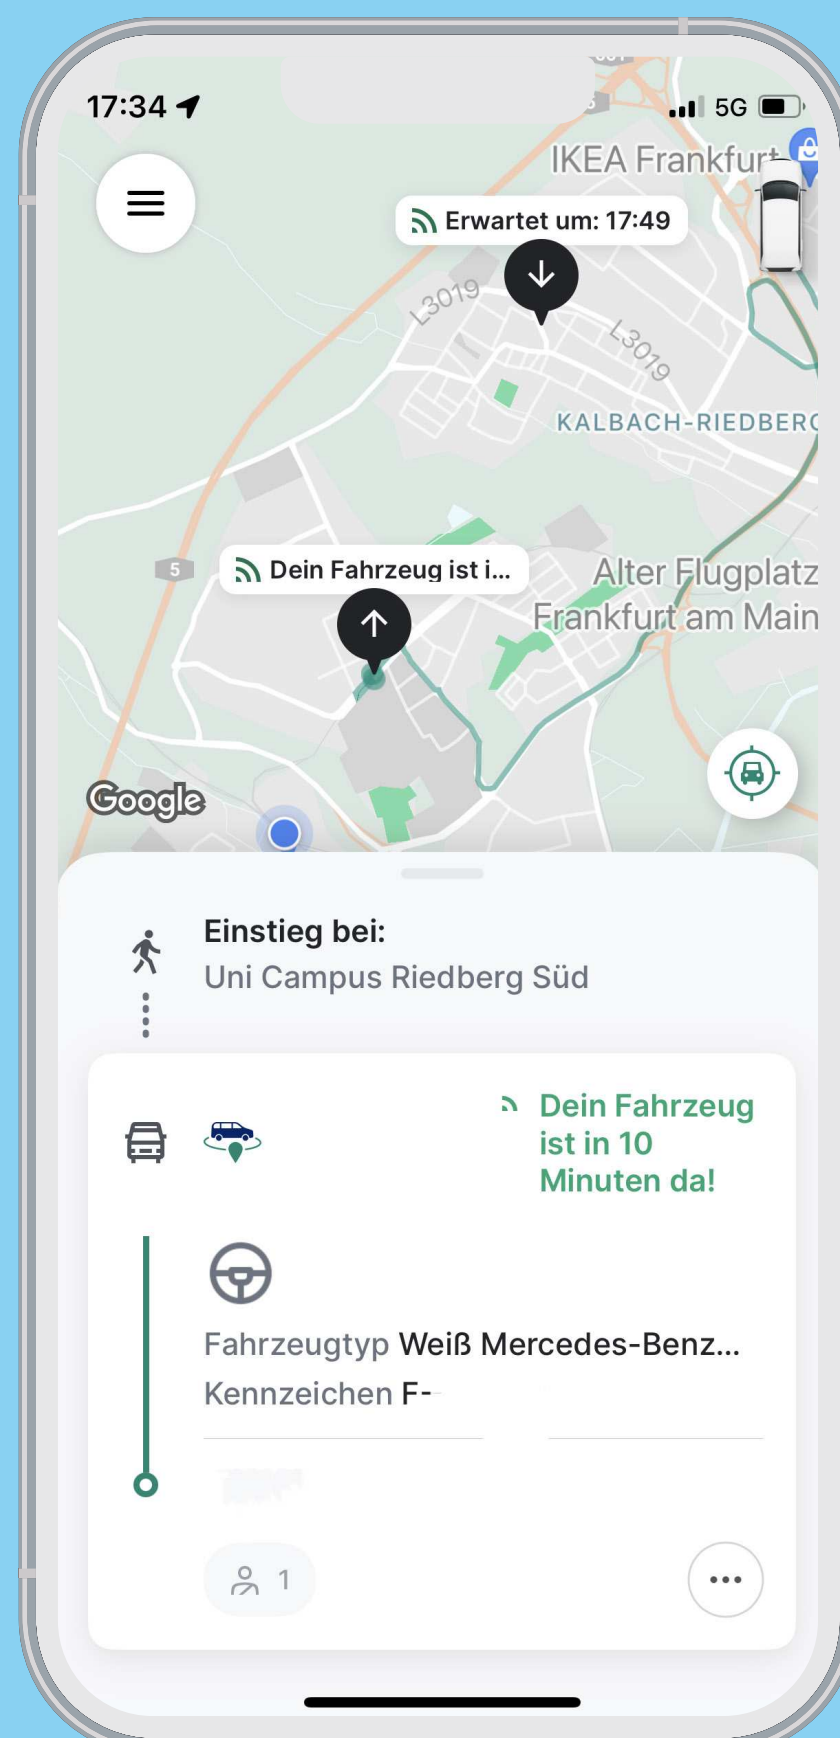 17:34
5G
IKEA Frankfurt
Erwartet um: 17:49
L3019
L3019
KALBACH-RIEDBERG
5
Dein Fahrzeug ist i...
Alter Flugplatz
Frankfurt am Main
Google
Einstieg bei:
Uni Campus Riedberg Süd
Dein Fahrzeug
ist in 10
Minuten da!
Fahrzeugtyp Weiß Mercedes-Benz...
Kennzeichen F-
1